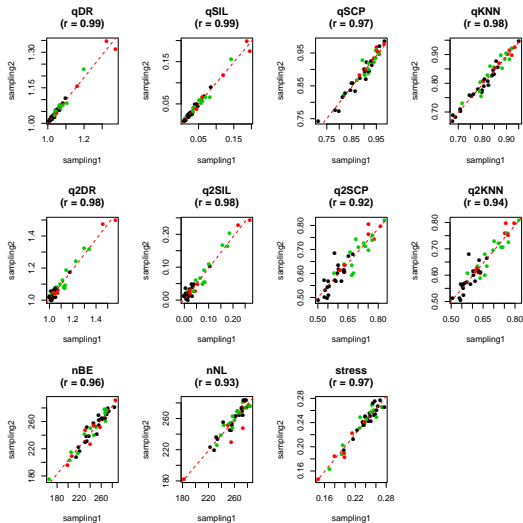 qDR
(r = 0.99)
qSIL
(r = 0.99)
qSCP
(r = 0.97)
qKNN
(r = 0.98)
sampling2
1.00 1.15 1.30
1.0 1.2
sampling1
sampling2
0.05 0.15
0.05 0.15
sampling1
sampling2
0.75 0.85 0.95
0.75 0.85 0.95
sampling1
sampling2
0.70 0.80 0.90
0.70 0.80 0.90
sampling1
q2DR
(r = 0.98)
q2SIL
(r = 0.98)
q2SCP
(r = 0.92)
q2KNN
(r = 0.94)
sampling2
1.0 1.2 1.4
1.0 1.2 1.4
sampling1
sampling2
0.00 0.10 0.20
0.00 0.10 0.20
sampling1
sampling2
0.50 0.60 0.70 0.80
0.50 0.65 0.80
sampling1
sampling2
0.50 0.60 0.70 0.80
0.50 0.65 0.80
sampling1
nBE
(r = 0.96)
nNL
(r = 0.93)
stress
(r = 0.97)
sampling2
180 220 260
180 220 260
sampling1
sampling2
180 220 260
180 220 260
sampling1
sampling2
0.12 0.16 0.20 0.24 0.28
0.12 0.16 0.22 0.28
sampling1